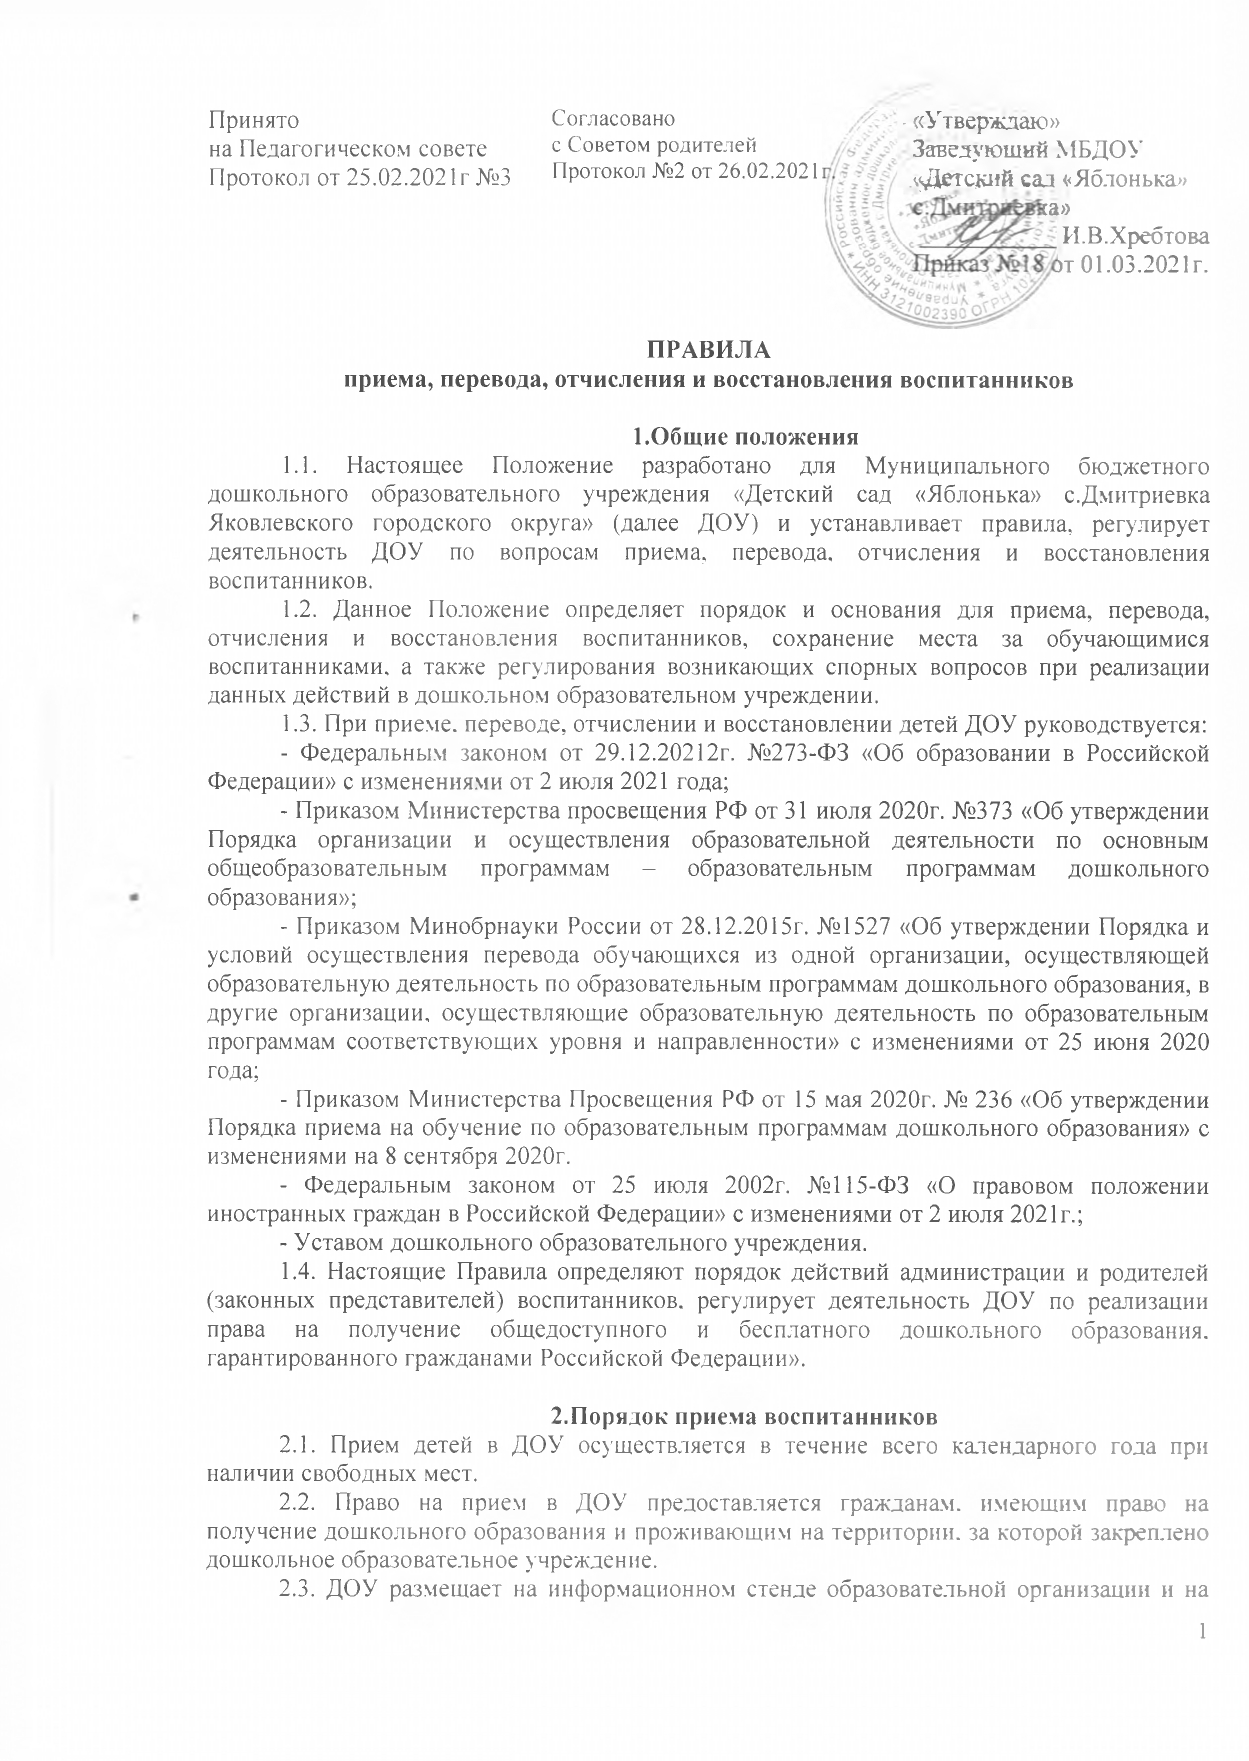 Принято
на Педагогическом совете
Протокол от 25.02.2021г №3
Согласовано
с Советом родителей
Протокол №2 от 26.02.2021г.
«Утверждаю»
Заведующий МБДОУ
«Детский сад «Яблонька»
с.Дмитриевка»
И.В.Хребтова
Приказ №18 от 01.03.2021г.
ИНН 3121002390 ОГРН
ПРАВИЛА
приема, перевода, отчисления и восстановления воспитанников
1.Общие положения
1.1. Настоящее Положение разработано для Муниципального бюджетного
дошкольного образовательного учреждения «Детский сад «Яблонька» с.Дмитриевка
Яковлевского городского округа» (далее ДОУ) и устанавливает правила, регулирует
деятельность ДОУ по вопросам приема, перевода, отчисления и восстановления
воспитанников.
1.2. Данное Положение определяет порядок и основания для приема, перевода,
отчисления и восстановления воспитанников, сохранение места за обучающимися
воспитанниками, а также регулирования возникающих спорных вопросов при реализации
данных действий в дошкольном образовательном учреждении.
1.3. При приеме, переводе, отчислении и восстановлении детей ДОУ руководствуется:
- Федеральным законом от 29.12.20212г. №273-ФЗ «Об образовании в Российской
Федерации» с изменениями от 2 июля 2021 года;
- Приказом Министерства просвещения РФ от 31 июля 2020г. №373 «Об утверждении
Порядка организации и осуществления образовательной деятельности по основным
общеобразовательным программам – образовательным программам дошкольного
образования»;
- Приказом Минобрнауки России от 28.12.2015г. №1527 «Об утверждении Порядка и
условий осуществления перевода обучающихся из одной организации, осуществляющей
образовательную деятельность по образовательным программам дошкольного образования, в
другие организации, осуществляющие образовательную деятельность по образовательным
программам соответствующих уровня и направленности» с изменениями от 25 июня 2020
года;
- Приказом Министерства Просвещения РФ от 15 мая 2020г. № 236 «Об утверждении
Порядка приема на обучение по образовательным программам дошкольного образования» с
изменениями на 8 сентября 2020г.
- Федеральным законом от 25 июля 2002г. №115-ФЗ «О правовом положении
иностранных граждан в Российской Федерации» с изменениями от 2 июля 2021г.;
- Уставом дошкольного образовательного учреждения.
1.4. Настоящие Правила определяют порядок действий администрации и родителей
(законных представителей) воспитанников, регулирует деятельность ДОУ по реализации
права на получение общедоступного и бесплатного дошкольного образования,
гарантированного гражданами Российской Федерации».
2.Порядок приема воспитанников
2.1. Прием детей в ДОУ осуществляется в течение всего календарного года при
наличии свободных мест.
2.2. Право на прием в ДОУ предоставляется гражданам, имеющим право на
получение дошкольного образования и проживающим на территории, за которой закреплено
дошкольное образовательное учреждение.
2.3. ДОУ размещает на информационном стенде образовательной организации и на
1